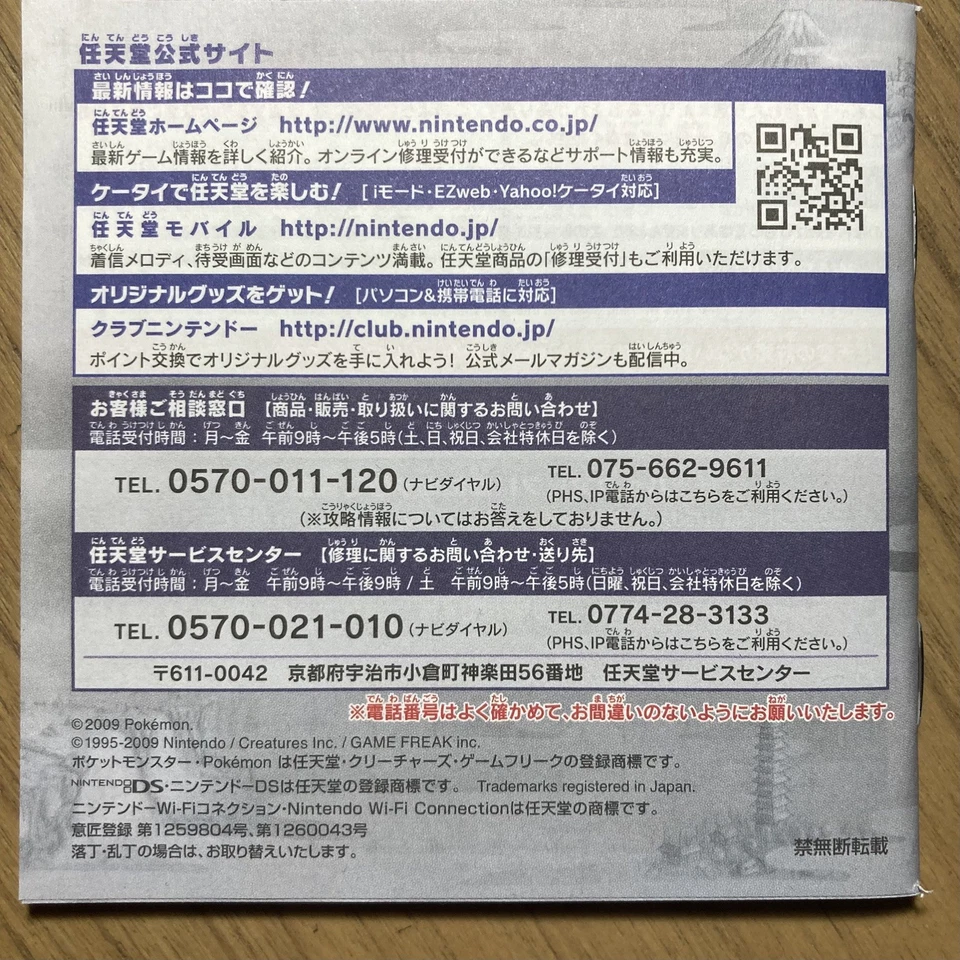 任天堂公式サイト
最新情報はココで確認！
任天堂ホームページ http://www.nintendo.co.jp/
最新ゲーム情報を詳しく紹介。オンライン修理受付ができるなどサポート情報も充実。
ケータイで任天堂を楽しむ！ [iモード・EZweb・Yahoo!ケータイ対応]
任天堂モバイル http://nintendo.jp/
着信メロディ、待受画面などのコンテンツ満載。任天堂商品の「修理受付」もご利用いただけます。
オリジナルグッズをゲット！ [パソコン&携帯電話に対応]
クラブニンテンドー http://club.nintendo.jp/
ポイント交換でオリジナルグッズを手に入れよう！ 公式メールマガジンも配信中。
お客様ご相談窓口 【商品・販売・取り扱いに関するお問い合わせ】
電話受付時間：月～金 午前9時～午後5時(土、日、祝日、会社特休日を除く)
TEL. 0570-011-120 (ナビダイヤル) TEL. 075-662-9611
(PHS、IP電話からはこちらをご利用ください。)
(※攻略情報についてはお答えをしておりません。)
任天堂サービスセンター 【修理に関するお問い合わせ・送り先】
電話受付時間：月～金 午前9時～午後9時 / 土 午前9時～午後5時(日曜、祝日、会社特休日を除く)
TEL. 0570-021-010 (ナビダイヤル) TEL. 0774-28-3133
(PHS、IP電話からはこちらをご利用ください。)
〒611-0042 京都府宇治市小倉町神楽田56番地 任天堂サービスセンター
※電話番号はよく確かめて、お間違いのないようにお願いいたします。
©2009 Pokémon.
©1995-2009 Nintendo / Creatures Inc. / GAME FREAK inc.
ポケットモンスター・Pokémon は任天堂・クリーチャーズ・ゲームフリークの登録商標です。
NINTENDO DS・ニンテンドーDSは任天堂の登録商標です。 Trademarks registered in Japan.
ニンテンドーWi-Fiコネクション・Nintendo Wi-Fi Connectionは任天堂の商標です。
意匠登録 第1259804号、第1260043号
落丁・乱丁の場合は、お取り替えいたします。
禁無断転載